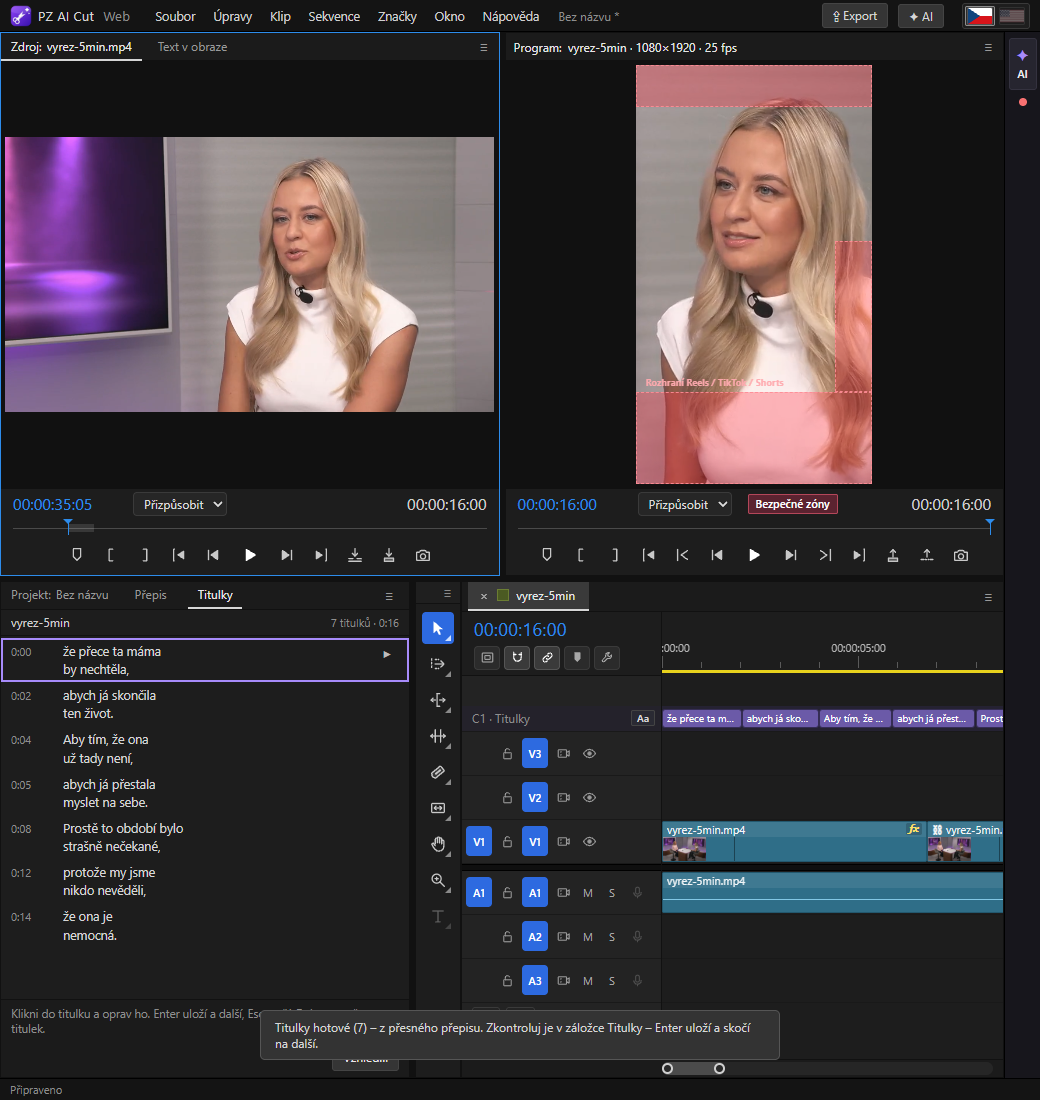 PZ AI Cut Web Soubor Úpravy Klip Sekvence Značky Okno Nápověda Bez názvu * Export AI
Zdroj: vyrez-5min.mp4 Text v obraze
Program: vyrez-5min · 1080×1920 · 25 fps
AI
Rozhraní Reels / TikTok / Shorts
00:00:35:05 Přizpůsobit 00:00:16:00
00:00:16:00 Přizpůsobit Bezpečné zóny 00:00:16:00
Projekt: Bez názvu Přepis Titulky
vyrez-5min 7 titulků · 0:16
0:00 že přece ta máma
by nechtěla,
0:02 abych já skončila
ten život.
0:04 Aby tím, že ona
už tady není,
0:05 abych já přestala
myslet na sebe.
0:08 Prostě to období bylo
strašně nečekané,
0:12 protože my jsme
nikdo nevěděli,
0:14 že ona je
nemocná.
Klikni do titulku a oprav ho. Enter uloží a další,
titulek.
× vyrez-5min
00:00:16:00
:00:00 00:00:05:00
C1 · Titulky Aa že přece ta m... abych já sko... Aby tím, že ... abych já přest... Prost
V3
V2
V1 V1 vyrez-5min.mp4 fx vyrez-5min.
A1 A1 M S vyrez-5min.mp4
A2 M S
A3 M S
Titulky hotové (7) – z přesného přepisu. Zkontroluj je v záložce Titulky – Enter uloží a skočí
na další.
Připraveno